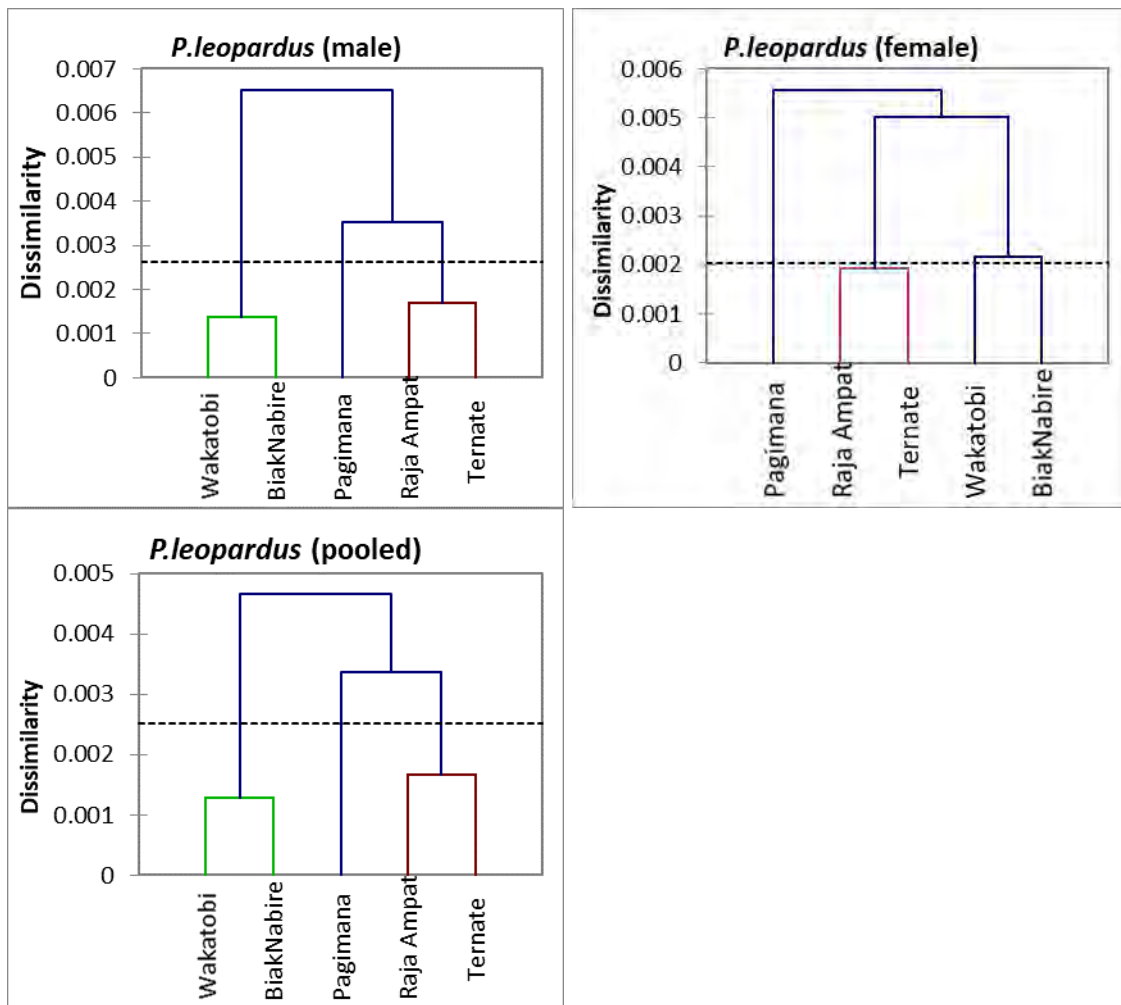 P.leopardus (male)
Dissimilarity
0.007
0.006
0.005
0.004
0.003
0.002
0.001
0
Wakatobi
BiakNabire
Pagimana
Raja Ampat
Ternate
P.leopardus (female)
Dissimilarity
0.006
0.005
0.004
0.003
0.002
0.001
0
Pagimana
Raja Ampat
Ternate
Wakatobi
BiakNabire
P.leopardus (pooled)
Dissimilarity
0.005
0.004
0.003
0.002
0.001
0
Wakatobi
BiakNabire
Pagimana
Raja Ampat
Ternate